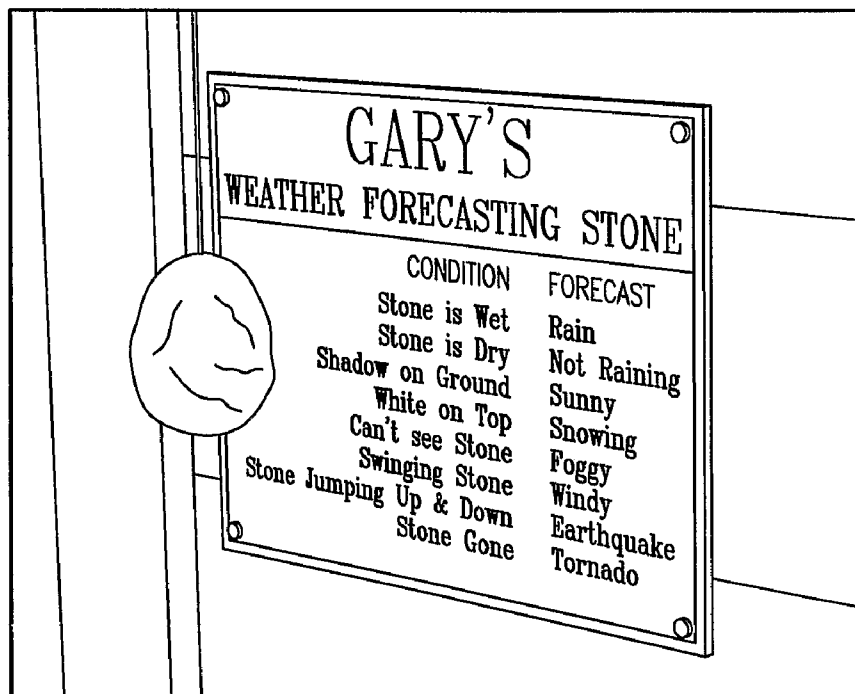 GARY'S
WEATHER FORECASTING STONE
CONDITION FORECAST
Stone is Wet Rain
Stone is Dry Not Raining
Shadow on Ground Sunny
White on Top Snowing
Can't see Stone Foggy
Swinging Stone Windy
Stone Jumping Up & Down Earthquake
Stone Gone Tornado